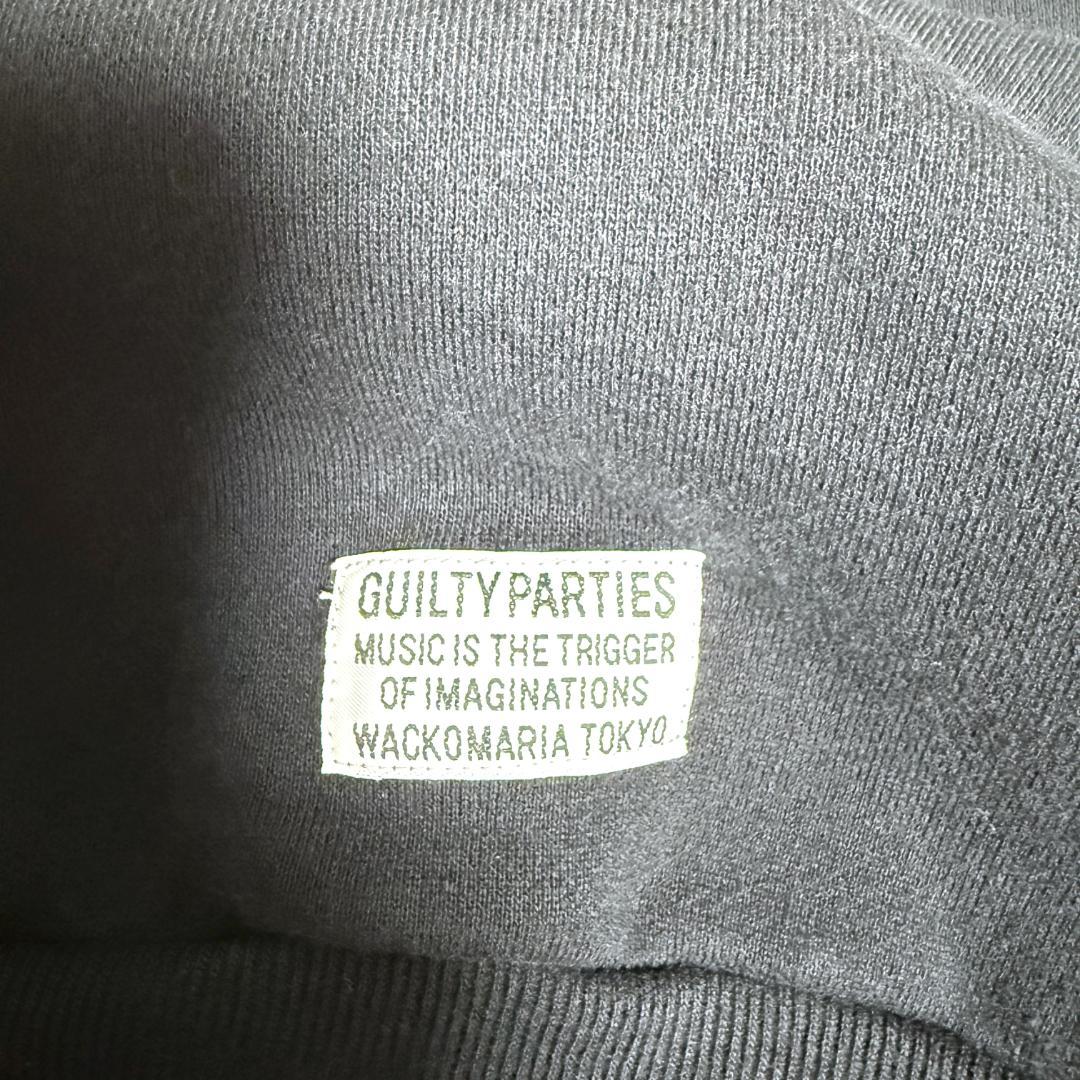 GUILTY PARTIES
MUSIC IS THE TRIGGER
OF IMAGINATIONS
WACKOMARIA TOKYO